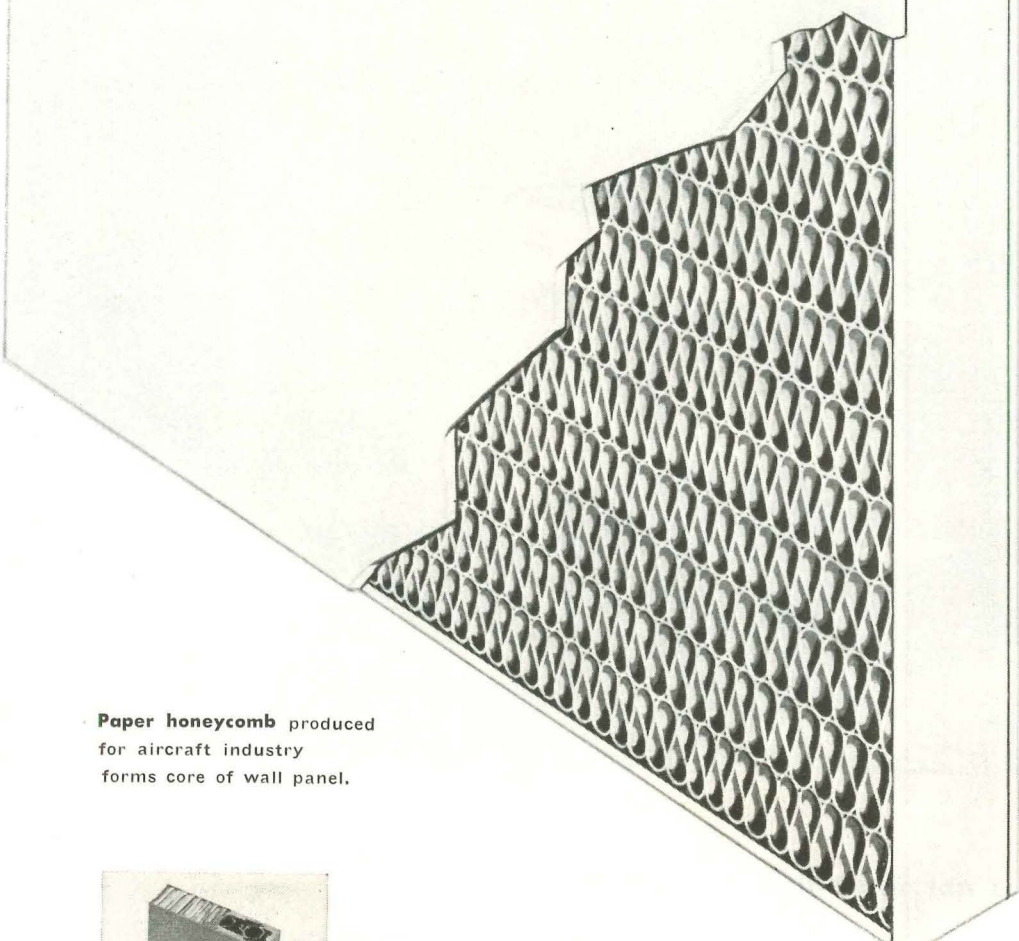 Paper honeycomb produced
for aircraft industry
forms core of wall panel.